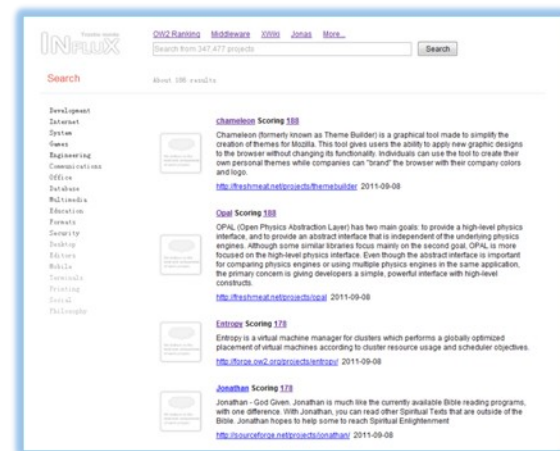 INFLUX
OW2 Ranking Middleware XWiki Jonas More...
Search from 347,477 projects
Search
Search
About 188 results
Development
Internet
System
Games
Engineering
Communications
Office
Database
Multimedia
Education
Formats
Security
Desktop
Editors
Mobile
Terminals
Printing
Social
Philosophy
chameleon Scoring 188
Chameleon (formerly known as Theme Builder) is a graphical tool made to simplify the
creation of themes for Mozilla. This tool gives users the ability to apply new graphic designs
to the browser without changing its functionality. Individuals can use the tool to create their
own personal themes while companies can "brand" the browser with their company colors
and logo.
http://freshmeat.net/projects/themebuilder 2011-09-08
Opal Scoring 188
OPAL (Open Physics Abstraction Layer) has two main goals: to provide a high-level physics
interface, and to provide an abstract interface that is independent of the underlying physics
engines. Although some similar libraries focus mainly on the second goal, OPAL is more
focused on the high-level physics interface. Even though the abstract interface is important
for comparing physics engines or using multiple physics engines in the same application,
the primary concern is giving developers a simple, powerful interface with high-level
constructs.
http://freshmeat.net/projects/opal 2011-09-08
Entropy Scoring 178
Entropy is a virtual machine manager for clusters which performs a globally optimized
placement of virtual machines according to cluster resource usage and scheduler objectives.
http://forge.ow2.org/projects/entropy/ 2011-09-08
Jonathan Scoring 178
Jonathan - God Given. Jonathan is much like the currently available Bible reading programs,
with one difference. With Jonathan, you can read other Spiritual Texts that are outside of the
Bible. Jonathan hopes to help some to reach Spiritual Enlightenment
http://sourceforge.net/projects/jonathan/ 2011-09-08